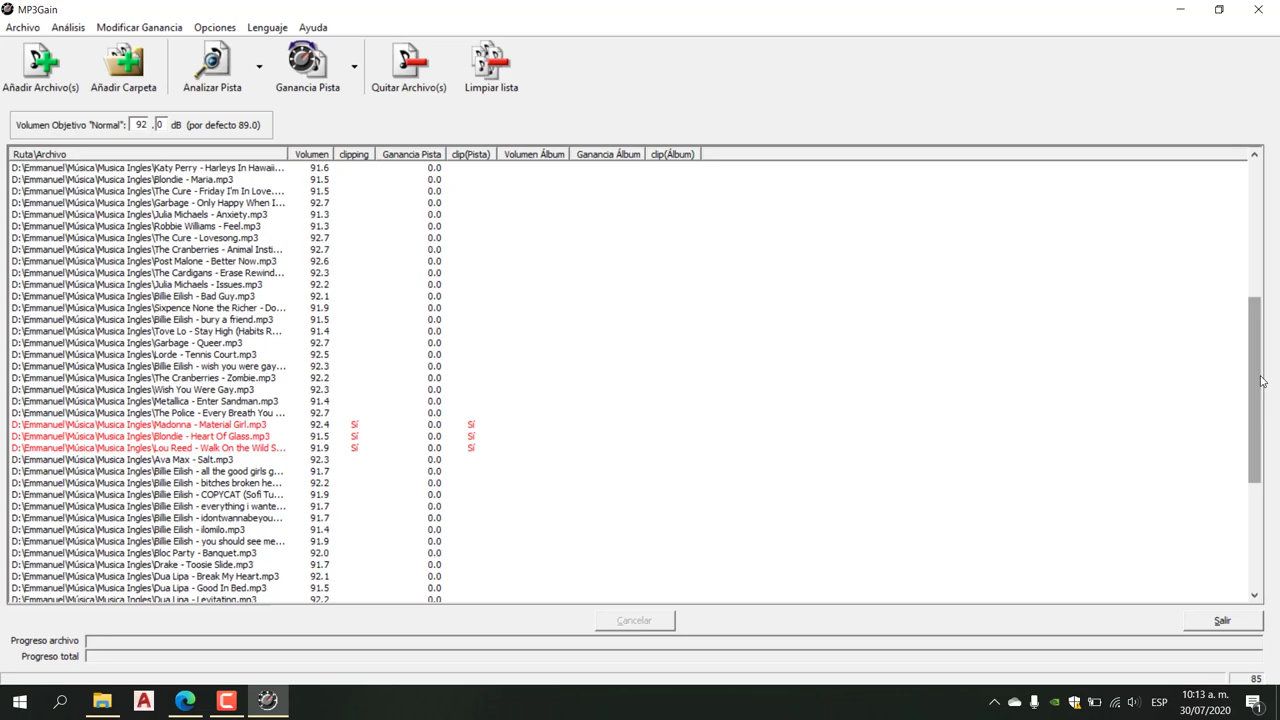 MP3Gain
Archivo Análisis Modificar Ganancia Opciones Lenguaje Ayuda
Añadir Archivo(s) Añadir Carpeta Analizar Pista Ganancia Pista Quitar Archivo(s) Limpiar lista
Volumen Objetivo "Normal": 92 .0 dB (por defecto 89.0)
Ruta\Archivo Volumen clipping Ganancia Pista clip(Pista) Volumen Álbum Ganancia Álbum clip(Álbum)
D:\Emmanuel\Música\Musica Ingles\Katy Perry - Harleys In Hawaii... 91.6 0.0
D:\Emmanuel\Música\Musica Ingles\Blondie - Maria.mp3 91.5 0.0
D:\Emmanuel\Música\Musica Ingles\The Cure - Friday I'm In Love.... 91.5 0.0
D:\Emmanuel\Música\Musica Ingles\Garbage - Only Happy When I... 92.7 0.0
D:\Emmanuel\Música\Musica Ingles\Julia Michaels - Anxiety.mp3 91.3 0.0
D:\Emmanuel\Música\Musica Ingles\Robbie Williams - Feel.mp3 91.3 0.0
D:\Emmanuel\Música\Musica Ingles\The Cure - Lovesong.mp3 92.7 0.0
D:\Emmanuel\Música\Musica Ingles\The Cranberries - Animal Insti... 92.7 0.0
D:\Emmanuel\Música\Musica Ingles\Post Malone - Better Now.mp3 92.6 0.0
D:\Emmanuel\Música\Musica Ingles\The Cardigans - Erase Rewind... 92.3 0.0
D:\Emmanuel\Música\Musica Ingles\Julia Michaels - Issues.mp3 92.2 0.0
D:\Emmanuel\Música\Musica Ingles\Billie Eilish - Bad Guy.mp3 92.1 0.0
D:\Emmanuel\Música\Musica Ingles\Sixpence None the Richer - Do... 91.9 0.0
D:\Emmanuel\Música\Musica Ingles\Billie Eilish - bury a friend.mp3 91.5 0.0
D:\Emmanuel\Música\Musica Ingles\Tove Lo - Stay High (Habits R... 91.4 0.0
D:\Emmanuel\Música\Musica Ingles\Garbage - Queer.mp3 92.7 0.0
D:\Emmanuel\Música\Musica Ingles\Lorde - Tennis Court.mp3 92.5 0.0
D:\Emmanuel\Música\Musica Ingles\Billie Eilish - wish you were gay... 92.3 0.0
D:\Emmanuel\Música\Musica Ingles\The Cranberries - Zombie.mp3 92.2 0.0
D:\Emmanuel\Música\Musica Ingles\Wish You Were Gay.mp3 92.3 0.0
D:\Emmanuel\Música\Musica Ingles\Metallica - Enter Sandman.mp3 91.4 0.0
D:\Emmanuel\Música\Musica Ingles\The Police - Every Breath You ... 92.7 0.0
D:\Emmanuel\Música\Musica Ingles\Madonna - Material Girl.mp3 92.4 Sí 0.0 Sí
D:\Emmanuel\Música\Musica Ingles\Blondie - Heart Of Glass.mp3 91.5 Sí 0.0 Sí
D:\Emmanuel\Música\Musica Ingles\Lou Reed - Walk On the Wild S... 91.9 Sí 0.0 Sí
D:\Emmanuel\Música\Musica Ingles\Ava Max - Salt.mp3 92.3 0.0
D:\Emmanuel\Música\Musica Ingles\Billie Eilish - all the good girls g... 91.7 0.0
D:\Emmanuel\Música\Musica Ingles\Billie Eilish - bitches broken he... 92.2 0.0
D:\Emmanuel\Música\Musica Ingles\Billie Eilish - COPYCAT (Sofi Tu... 91.9 0.0
D:\Emmanuel\Música\Musica Ingles\Billie Eilish - everything i wante... 91.7 0.0
D:\Emmanuel\Música\Musica Ingles\Billie Eilish - idontwannabeyou... 91.7 0.0
D:\Emmanuel\Música\Musica Ingles\Billie Eilish - ilomilo.mp3 91.4 0.0
D:\Emmanuel\Música\Musica Ingles\Billie Eilish - you should see me... 91.9 0.0
D:\Emmanuel\Música\Musica Ingles\Bloc Party - Banquet.mp3 92.0 0.0
D:\Emmanuel\Música\Musica Ingles\Drake - Toosie Slide.mp3 91.7 0.0
D:\Emmanuel\Música\Musica Ingles\Dua Lipa - Break My Heart.mp3 92.1 0.0
D:\Emmanuel\Música\Musica Ingles\Dua Lipa - Good In Bed.mp3 91.5 0.0
D:\Emmanuel\Música\Musica Ingles\Dua Lipa - Levitating.mp3 92.2 0.0
Cancelar Salir
Progreso archivo
Progreso total
85
ESP 10:13 a. m.
30/07/2020
1